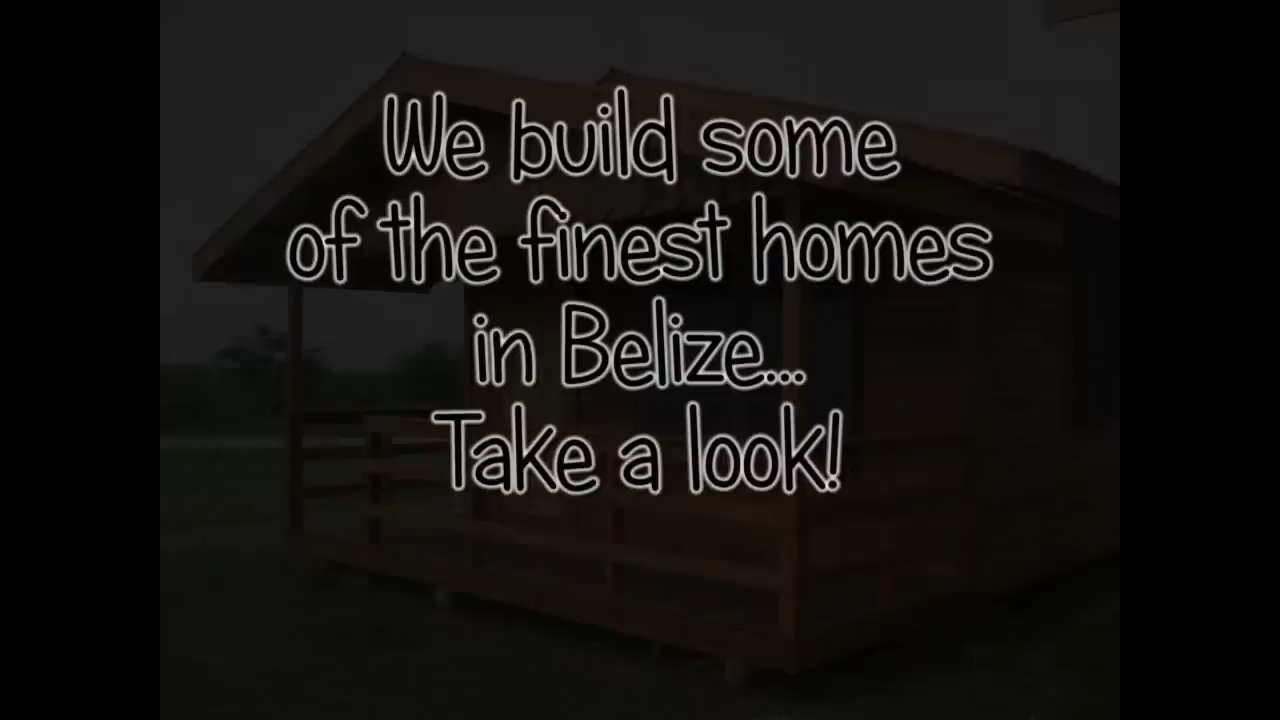 We build some
of the finest homes
in Belize...
Take a look!